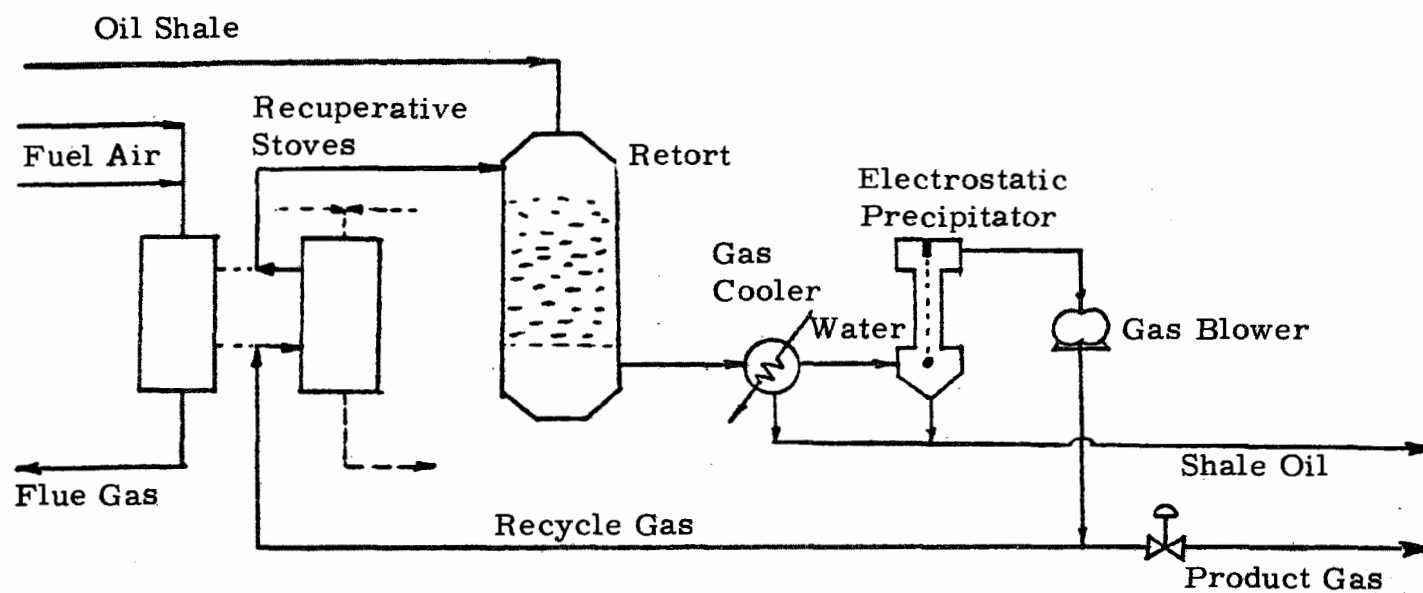 Oil Shale
Recuperative
Stoves
Fuel Air
Retort
Electrostatic
Precipitator
Gas
Cooler
Water
Gas Blower
Shale Oil
Flue Gas
Recycle Gas
Product Gas